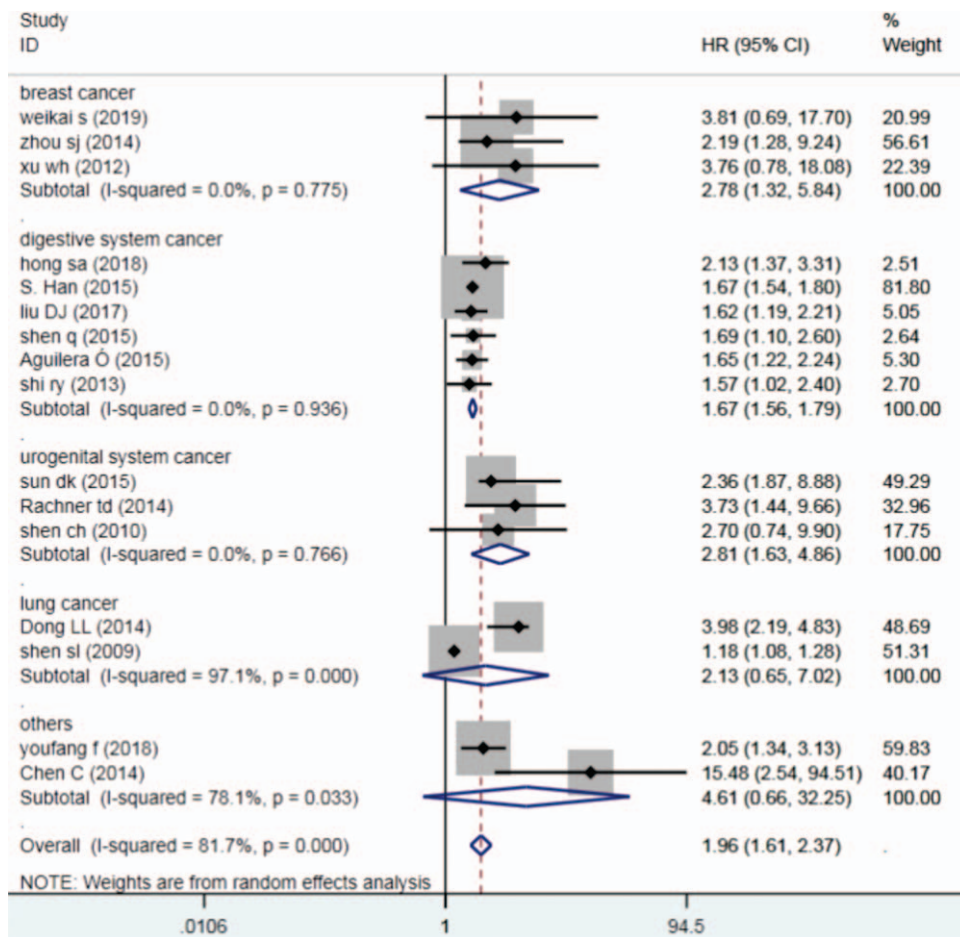 Study %
ID HR (95% CI) Weight
breast cancer
weikai s (2019) 3.81 (0.69, 17.70) 20.99
zhou sj (2014) 2.19 (1.28, 9.24) 56.61
xu wh (2012) 3.76 (0.78, 18.08) 22.39
Subtotal (I-squared = 0.0%, p = 0.775) 2.78 (1.32, 5.84) 100.00
.
digestive system cancer
hong sa (2018) 2.13 (1.37, 3.31) 2.51
S. Han (2015) 1.67 (1.54, 1.80) 81.80
liu DJ (2017) 1.62 (1.19, 2.21) 5.05
shen q (2015) 1.69 (1.10, 2.60) 2.64
Aguilera Ó (2015) 1.65 (1.22, 2.24) 5.30
shi ry (2013) 1.57 (1.02, 2.40) 2.70
Subtotal (I-squared = 0.0%, p = 0.936) 1.67 (1.56, 1.79) 100.00
.
urogenital system cancer
sun dk (2015) 2.36 (1.87, 8.88) 49.29
Rachner td (2014) 3.73 (1.44, 9.66) 32.96
shen ch (2010) 2.70 (0.74, 9.90) 17.75
Subtotal (I-squared = 0.0%, p = 0.766) 2.81 (1.63, 4.86) 100.00
.
lung cancer
Dong LL (2014) 3.98 (2.19, 4.83) 48.69
shen sl (2009) 1.18 (1.08, 1.28) 51.31
Subtotal (I-squared = 97.1%, p = 0.000) 2.13 (0.65, 7.02) 100.00
.
others
youfang f (2018) 2.05 (1.34, 3.13) 59.83
Chen C (2014) 15.48 (2.54, 94.51) 40.17
Subtotal (I-squared = 78.1%, p = 0.033) 4.61 (0.66, 32.25) 100.00
.
Overall (I-squared = 81.7%, p = 0.000) 1.96 (1.61, 2.37) .
NOTE: Weights are from random effects analysis
.0106 1 94.5